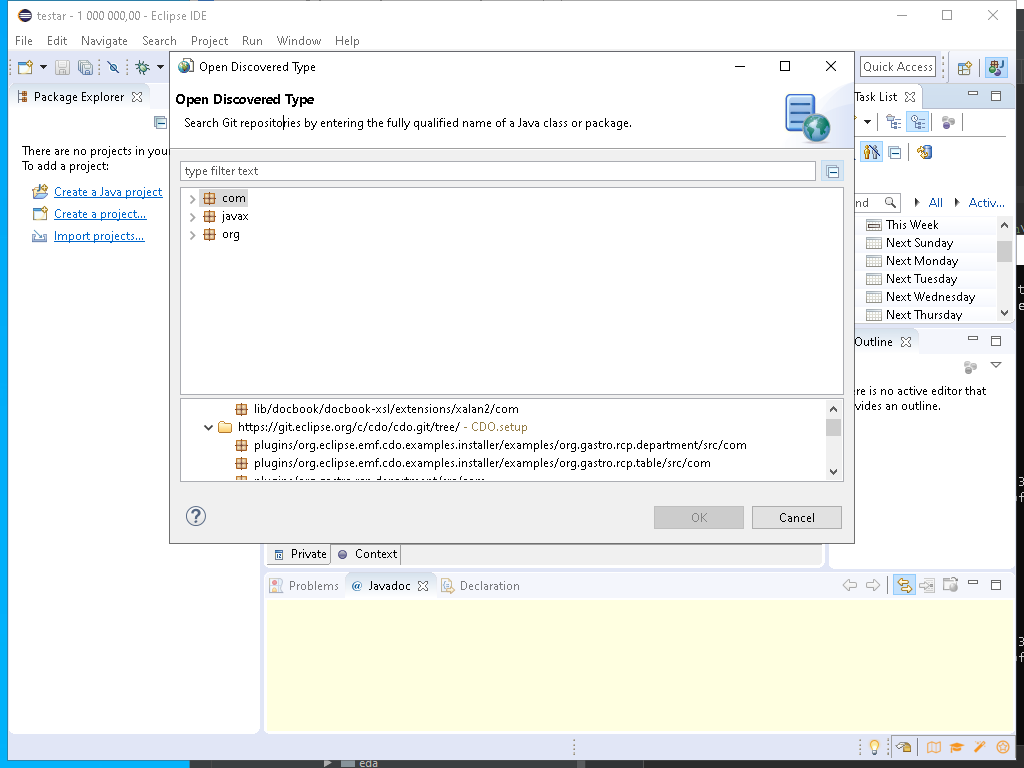 testar - 1 000 000,00 - Eclipse IDE
File Edit Navigate Search Project Run Window Help
Quick Access
Package Explorer
There are no projects in your
To add a project:
Create a Java project
Create a project...
Import projects...
Open Discovered Type
Open Discovered Type
Search Git repositories by entering the fully qualified name of a Java class or package.
type filter text
com
javax
org
lib/docbook/docbook-xsl/extensions/xalan2/com
https://git.eclipse.org/c/cdo/cdo.git/tree/ - CDO.setup
plugins/org.eclipse.emf.cdo.examples.installer/examples/org.gastro.rcp.department/src/com
plugins/org.eclipse.emf.cdo.examples.installer/examples/org.gastro.rcp.table/src/com
OK Cancel
Task List
All Activ...
This Week
Next Sunday
Next Monday
Next Tuesday
Next Wednesday
Next Thursday
Outline
ere is no active editor that
vides an outline.
Private Context
Problems Javadoc Declaration
eda